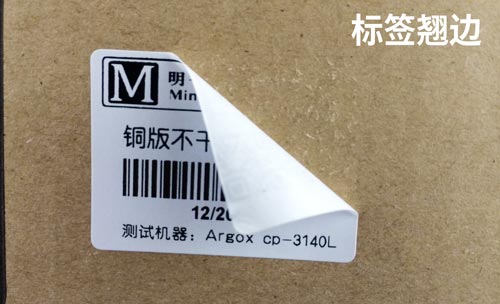 标签翘边
M
明
Min
铜版不干
12/20
测试机器：Argox cp-3140L